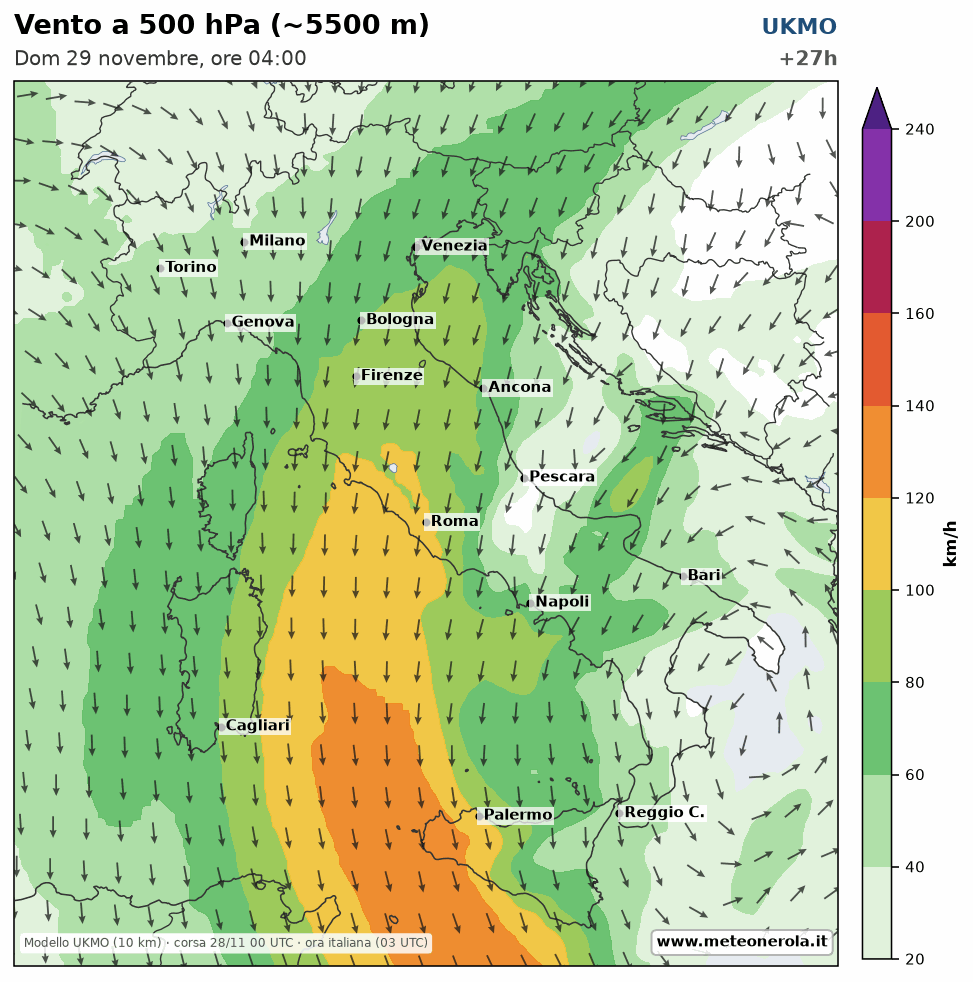 Vento a 500 hPa (~5500 m)
UKMO
Dom 29 novembre, ore 04:00
+27h
Milano
Venezia
Torino
Genova
Bologna
Firenze
Ancona
Pescara
Roma
Bari
Napoli
Cagliari
Palermo
Reggio C.
240
200
160
140
120
100
80
60
40
20
km/h
Modello UKMO (10 km) · corsa 28/11 00 UTC · ora italiana (03 UTC)
www.meteonerola.it